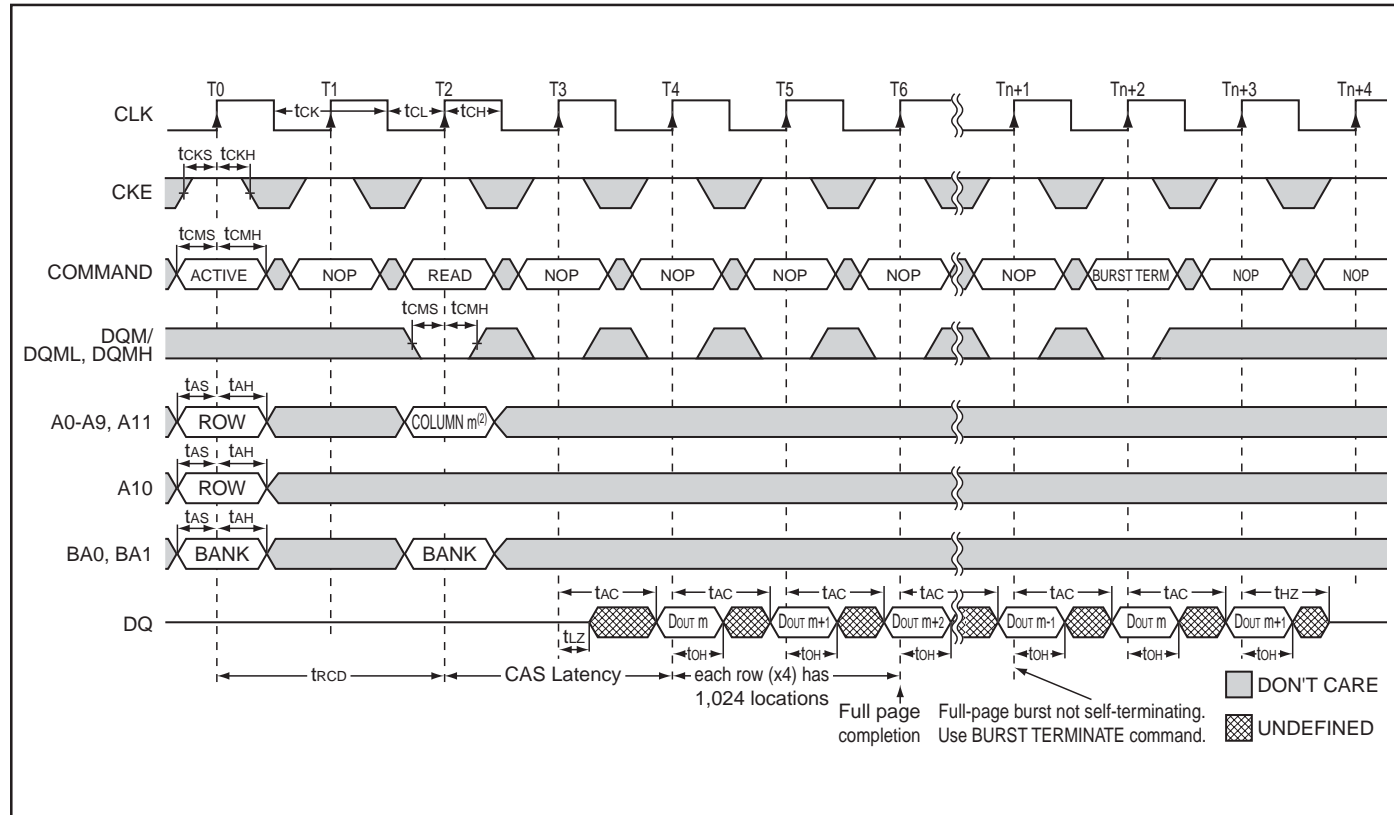 T0 T1 T2 T3 T4 T5 T6 Tn+1 Tn+2 Tn+3 Tn+4
CLK
tCK tCL tCH
tCKS tCKH
CKE
tCMS tCMH
COMMAND ACTIVE NOP READ NOP NOP NOP NOP NOP BURST TERM NOP NOP
tCMS tCMH
DQM/
DQML, DQMH
tAS tAH
A0-A9, A11 ROW COLUMN m(2)
tAS tAH
A10 ROW
tAS tAH
BA0, BA1 BANK BANK
tAC tAC tAC tAC tAC tAC tHZ
DQ DOUT m DOUT m+1 DOUT m+2 DOUT m-1 DOUT m DOUT m+1
tLZ tOH tOH tOH tOH tOH tOH
tRCD CAS Latency each row (x4) has
1,024 locations
Full page
completion
Full-page burst not self-terminating.
Use BURST TERMINATE command.
DON'T CARE
UNDEFINED